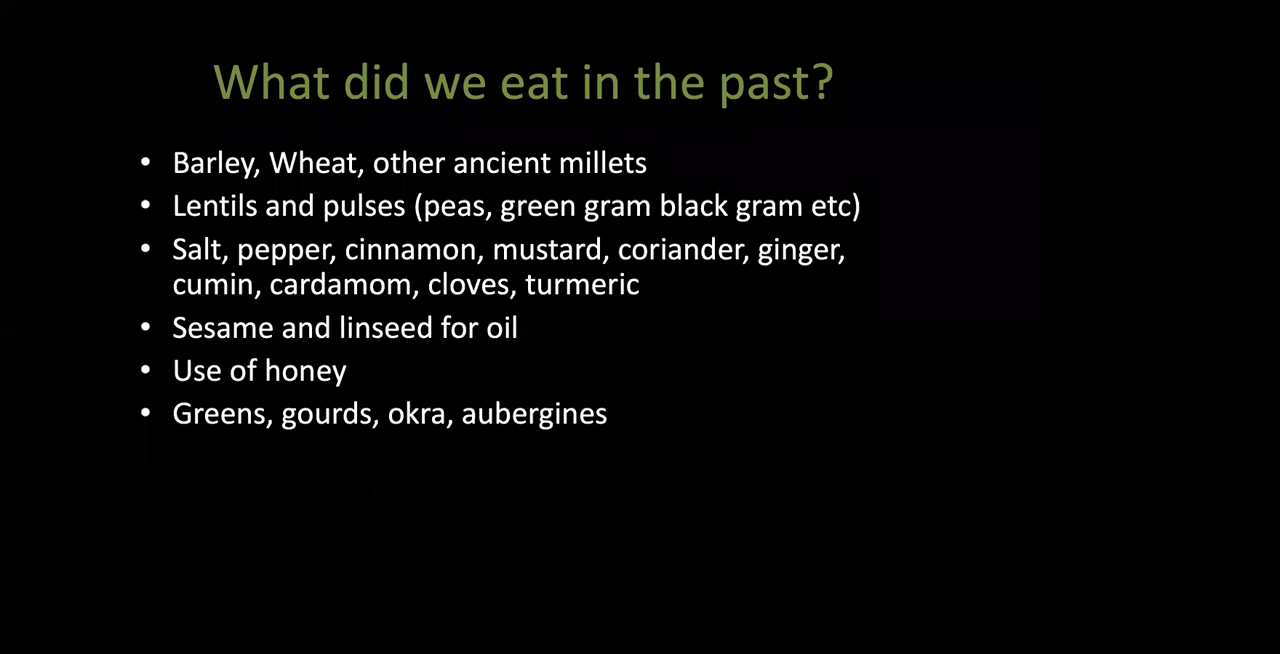 What did we eat in the past?
• Barley, Wheat, other ancient millets
• Lentils and pulses (peas, green gram black gram etc)
• Salt, pepper, cinnamon, mustard, coriander, ginger,
cumin, cardamom, cloves, turmeric
• Sesame and linseed for oil
• Use of honey
• Greens, gourds, okra, aubergines